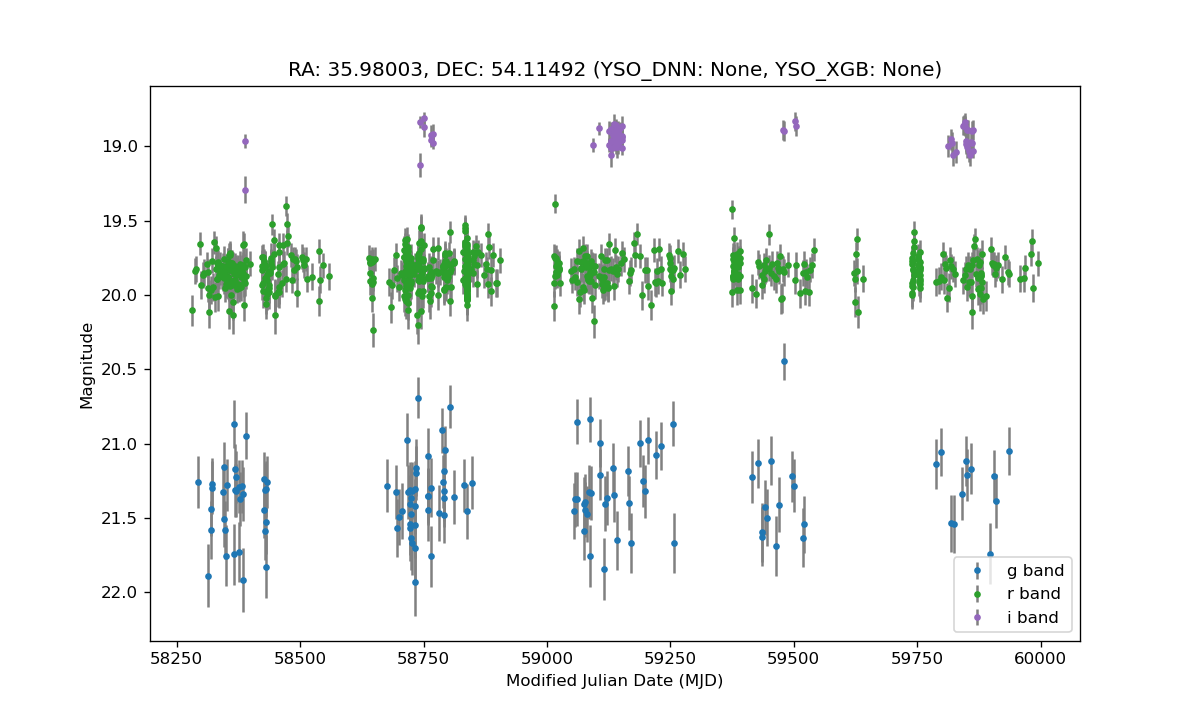 RA: 35.98003, DEC: 54.11492 (YSO_DNN: None, YSO_XGB: None)
Magnitude
19.0
19.5
20.0
20.5
21.0
21.5
22.0
g band
r band
i band
58250 58500 58750 59000 59250 59500 59750 60000
Modified Julian Date (MJD)